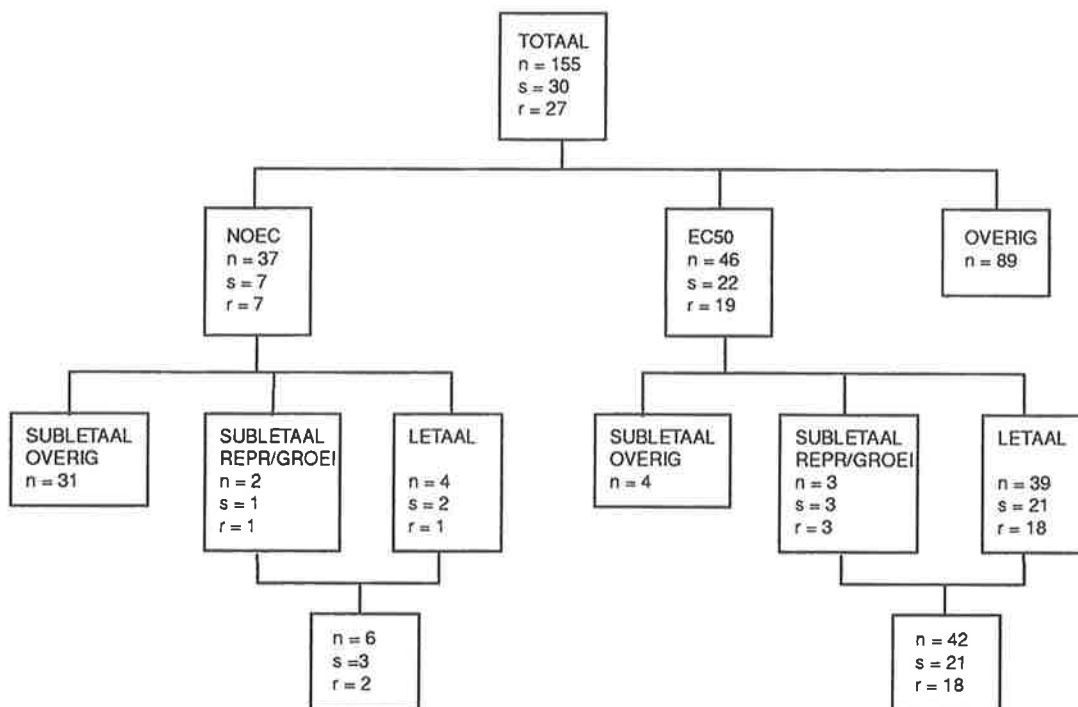 TOTAAL
n = 155
s = 30
r = 27
NOEC
n = 37
s = 7
r = 7
EC50
n = 46
s = 22
r = 19
OVERIG
n = 89
SUBLETAAL
OVERIG
n = 31
SUBLETAAL
REPR/GROEI
n = 2
s = 1
r = 1
LETAAL
n = 4
s = 2
r = 1
SUBLETAAL
OVERIG
n = 4
SUBLETAAL
REPR/GROEI
n = 3
s = 3
r = 3
LETAAL
n = 39
s = 21
r = 18
n = 6
s =3
r = 2
n = 42
s = 21
r = 18